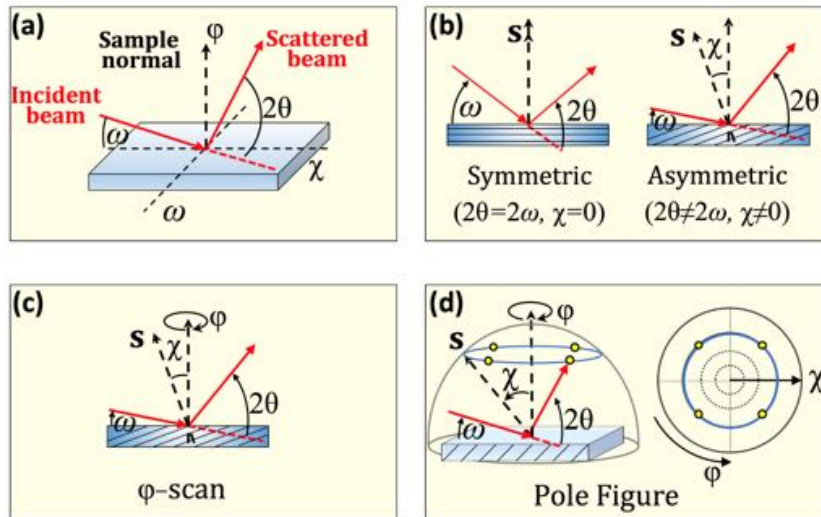 (a)
Sample
normal
φ
Scattered
beam
Incident
beam
ω
2θ
χ
ω
(b)
S
ω
2θ
S
χ
ω
2θ
Symmetric
(2θ=2ω, χ=0)
Asymmetric
(2θ≠2ω, χ≠0)
(c)
φ
S
χ
ω
2θ
φ–scan
(d)
φ
S
χ
ω
2θ
χ
φ
Pole Figure